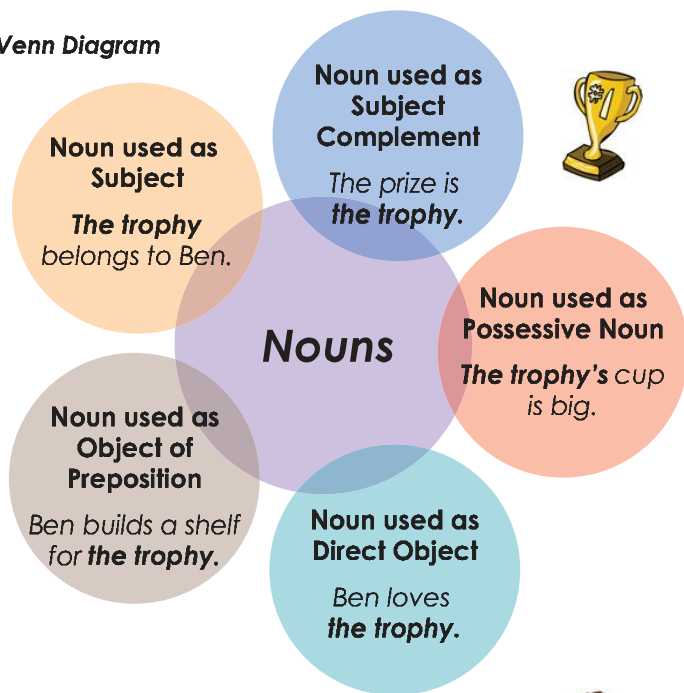 Venn Diagram
Noun used as
Subject
Complement
The prize is
the trophy.
#1
Noun used as
Subject
The trophy
belongs to Ben.
Nouns
Noun used as
Possessive Noun
The trophy's cup
is big.
Noun used as
Object of
Preposition
Ben builds a shelf
for the trophy.
Noun used as
Direct Object
Ben loves
the trophy.